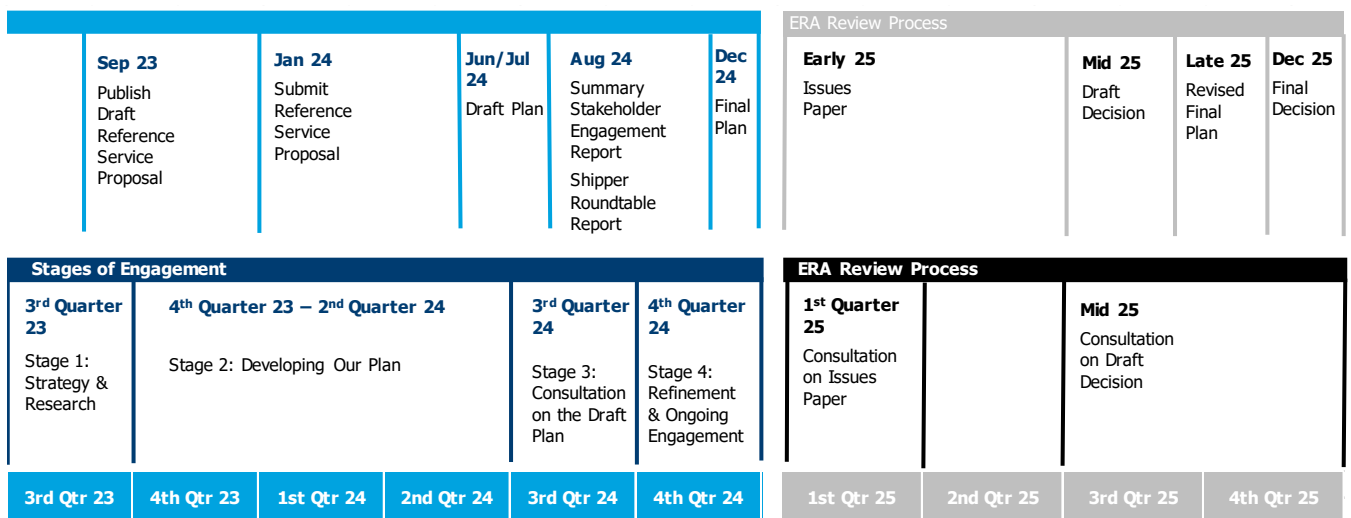 ERA Review Process
Sep 23
Publish
Draft
Reference
Service
Proposal
Jan 24
Submit
Reference
Service
Proposal
Jun/Jul
24
Draft Plan
Aug 24
Summary
Stakeholder
Engagement
Report
Shipper
Roundtable
Report
Dec
24
Final
Plan
Early 25
Issues
Paper
Mid 25
Draft
Decision
Late 25
Revised
Final
Plan
Dec 25
Final
Decision
Stages of Engagement
3rd Quarter
23
Stage 1:
Strategy &
Research
4th Quarter 23 – 2nd Quarter 24
Stage 2: Developing Our Plan
3rd Quarter
24
Stage 3:
Consultation
on the Draft
Plan
4th Quarter
24
Stage 4:
Refinement
& Ongoing
Engagement
ERA Review Process
1st Quarter
25
Consultation
on Issues
Paper
Mid 25
Consultation
on Draft
Decision
3rd Qtr 23
4th Qtr 23
1st Qtr 24
2nd Qtr 24
3rd Qtr 24
4th Qtr 24
1st Qtr 25
2nd Qtr 25
3rd Qtr 25
4th Qtr 25